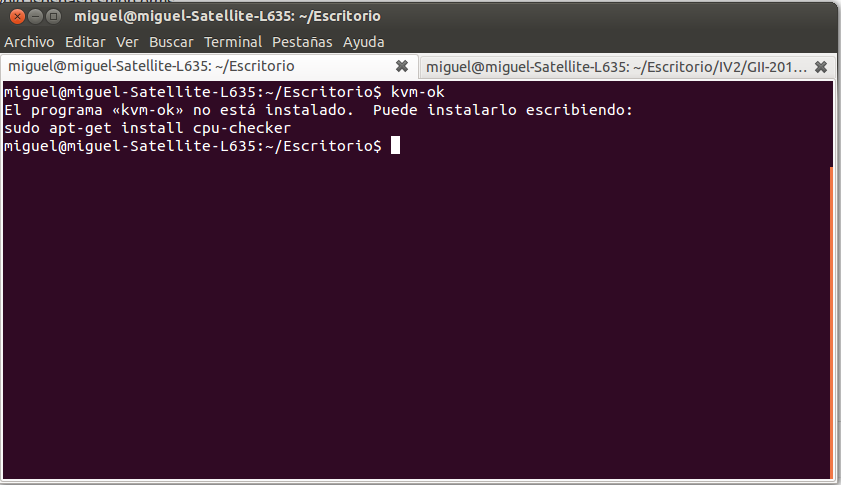 miguel@miguel-Satellite-L635: ~/Escritorio
Archivo Editar Ver Buscar Terminal Pestañas Ayuda
miguel@miguel-Satellite-L635: ~/Escritorio
miguel@miguel-Satellite-L635: ~/Escritorio/IV2/GII-201...
miguel@miguel-Satellite-L635:~/Escritorio$ kvm-ok
El programa «kvm-ok» no está instalado.  Puede instalarlo escribiendo:
sudo apt-get install cpu-checker
miguel@miguel-Satellite-L635:~/Escritorio$